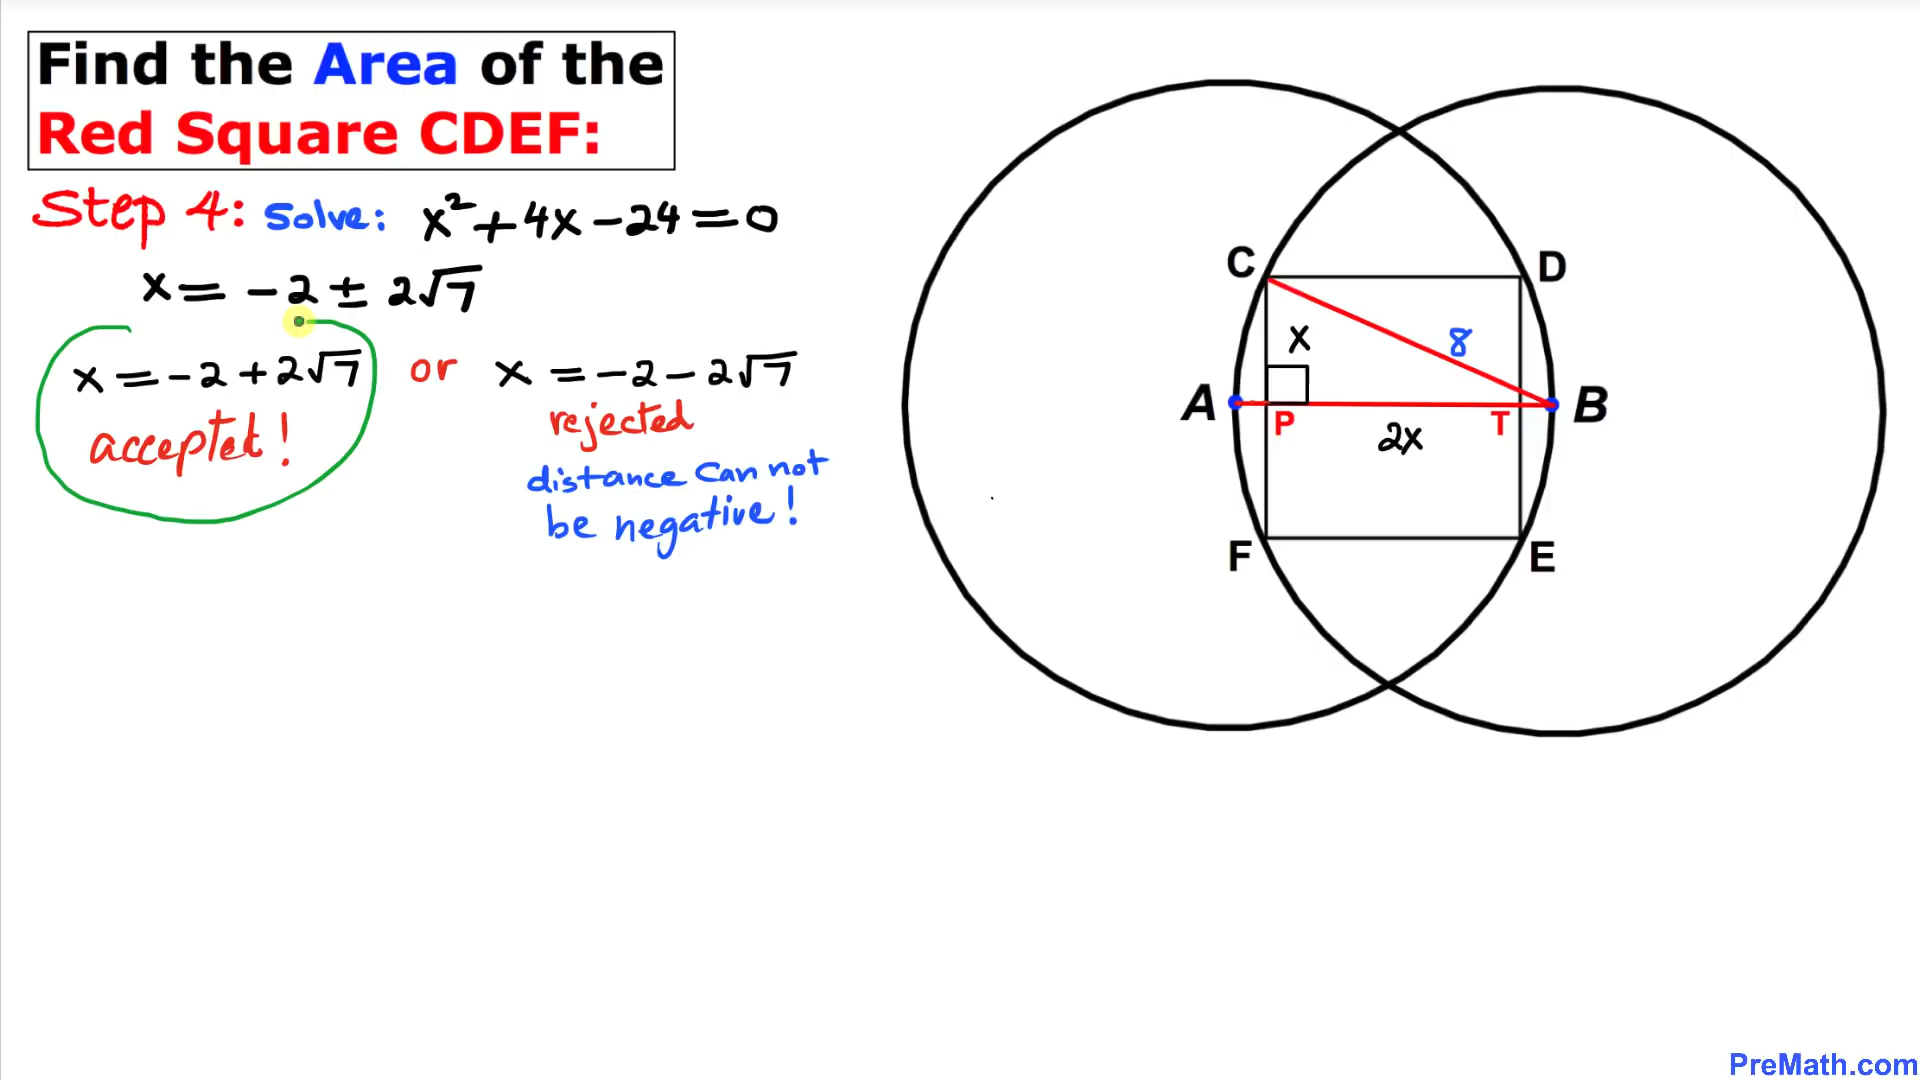 Find the Area of the
Red Square CDEF:
Step 4: solve: x²+4x-24=0
x = -2 ± 2√7
x = -2+2√7 or x = -2-2√7
accepted! rejected
distance can not
be negative!
C D
x 8
A P T B
2x
F E
PreMath.com